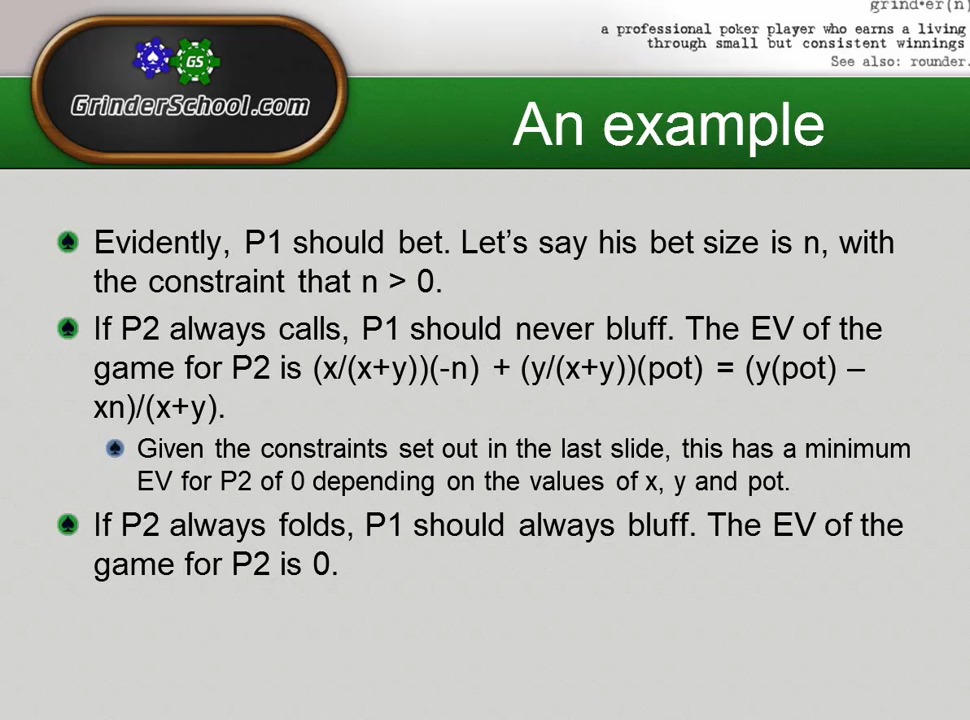 grind•er(n)
a professional poker player who earns a living
through small but consistent winnings
See also: rounder.
GS
GrinderSchool.com
An example
Evidently, P1 should bet. Let’s say his bet size is n, with
the constraint that n > 0.
If P2 always calls, P1 should never bluff. The EV of the
game for P2 is (x/(x+y))(-n) + (y/(x+y))(pot) = (y(pot) –
xn)/(x+y).
Given the constraints set out in the last slide, this has a minimum
EV for P2 of 0 depending on the values of x, y and pot.
If P2 always folds, P1 should always bluff. The EV of the
game for P2 is 0.